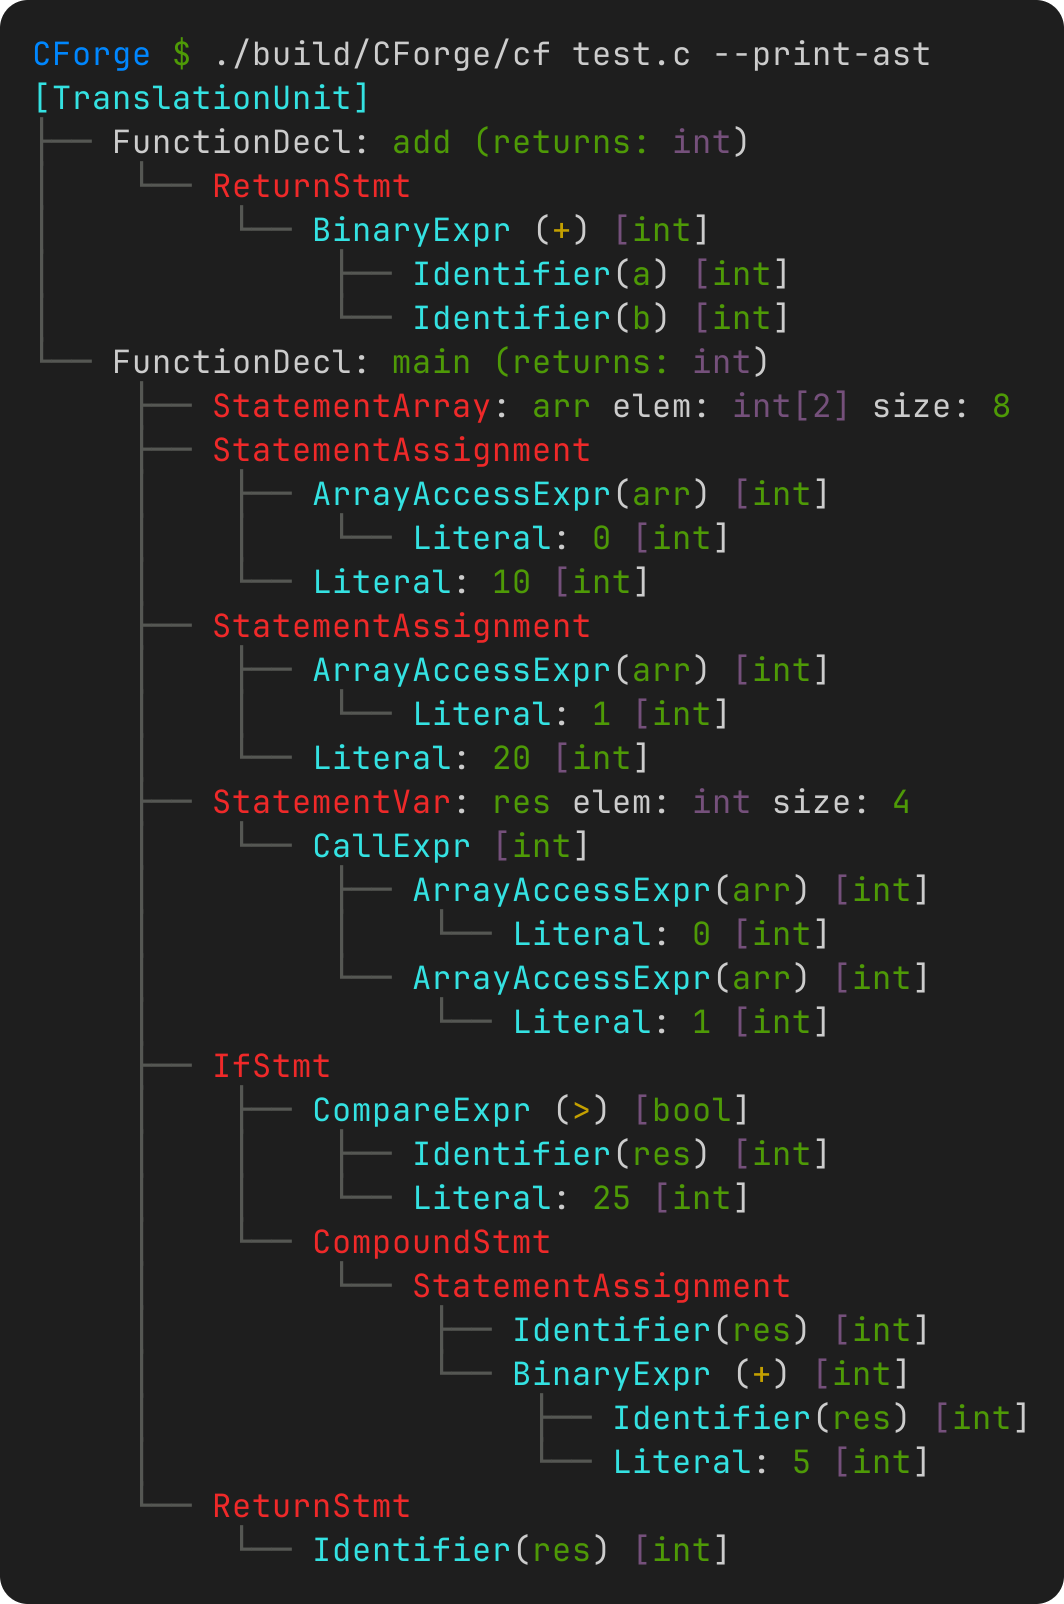 CForge $ ./build/CForge/cf test.c --print-ast
[TranslationUnit]
FunctionDecl: add (returns: int)
ReturnStmt
BinaryExpr (+) [int]
Identifier(a) [int]
Identifier(b) [int]
FunctionDecl: main (returns: int)
StatementArray: arr elem: int[2] size: 8
StatementAssignment
ArrayAccessExpr(arr) [int]
Literal: 0 [int]
Literal: 10 [int]
StatementAssignment
ArrayAccessExpr(arr) [int]
Literal: 1 [int]
Literal: 20 [int]
StatementVar: res elem: int size: 4
CallExpr [int]
ArrayAccessExpr(arr) [int]
Literal: 0 [int]
ArrayAccessExpr(arr) [int]
Literal: 1 [int]
IfStmt
CompareExpr (>) [bool]
Identifier(res) [int]
Literal: 25 [int]
CompoundStmt
StatementAssignment
Identifier(res) [int]
BinaryExpr (+) [int]
Identifier(res) [int]
Literal: 5 [int]
ReturnStmt
Identifier(res) [int]